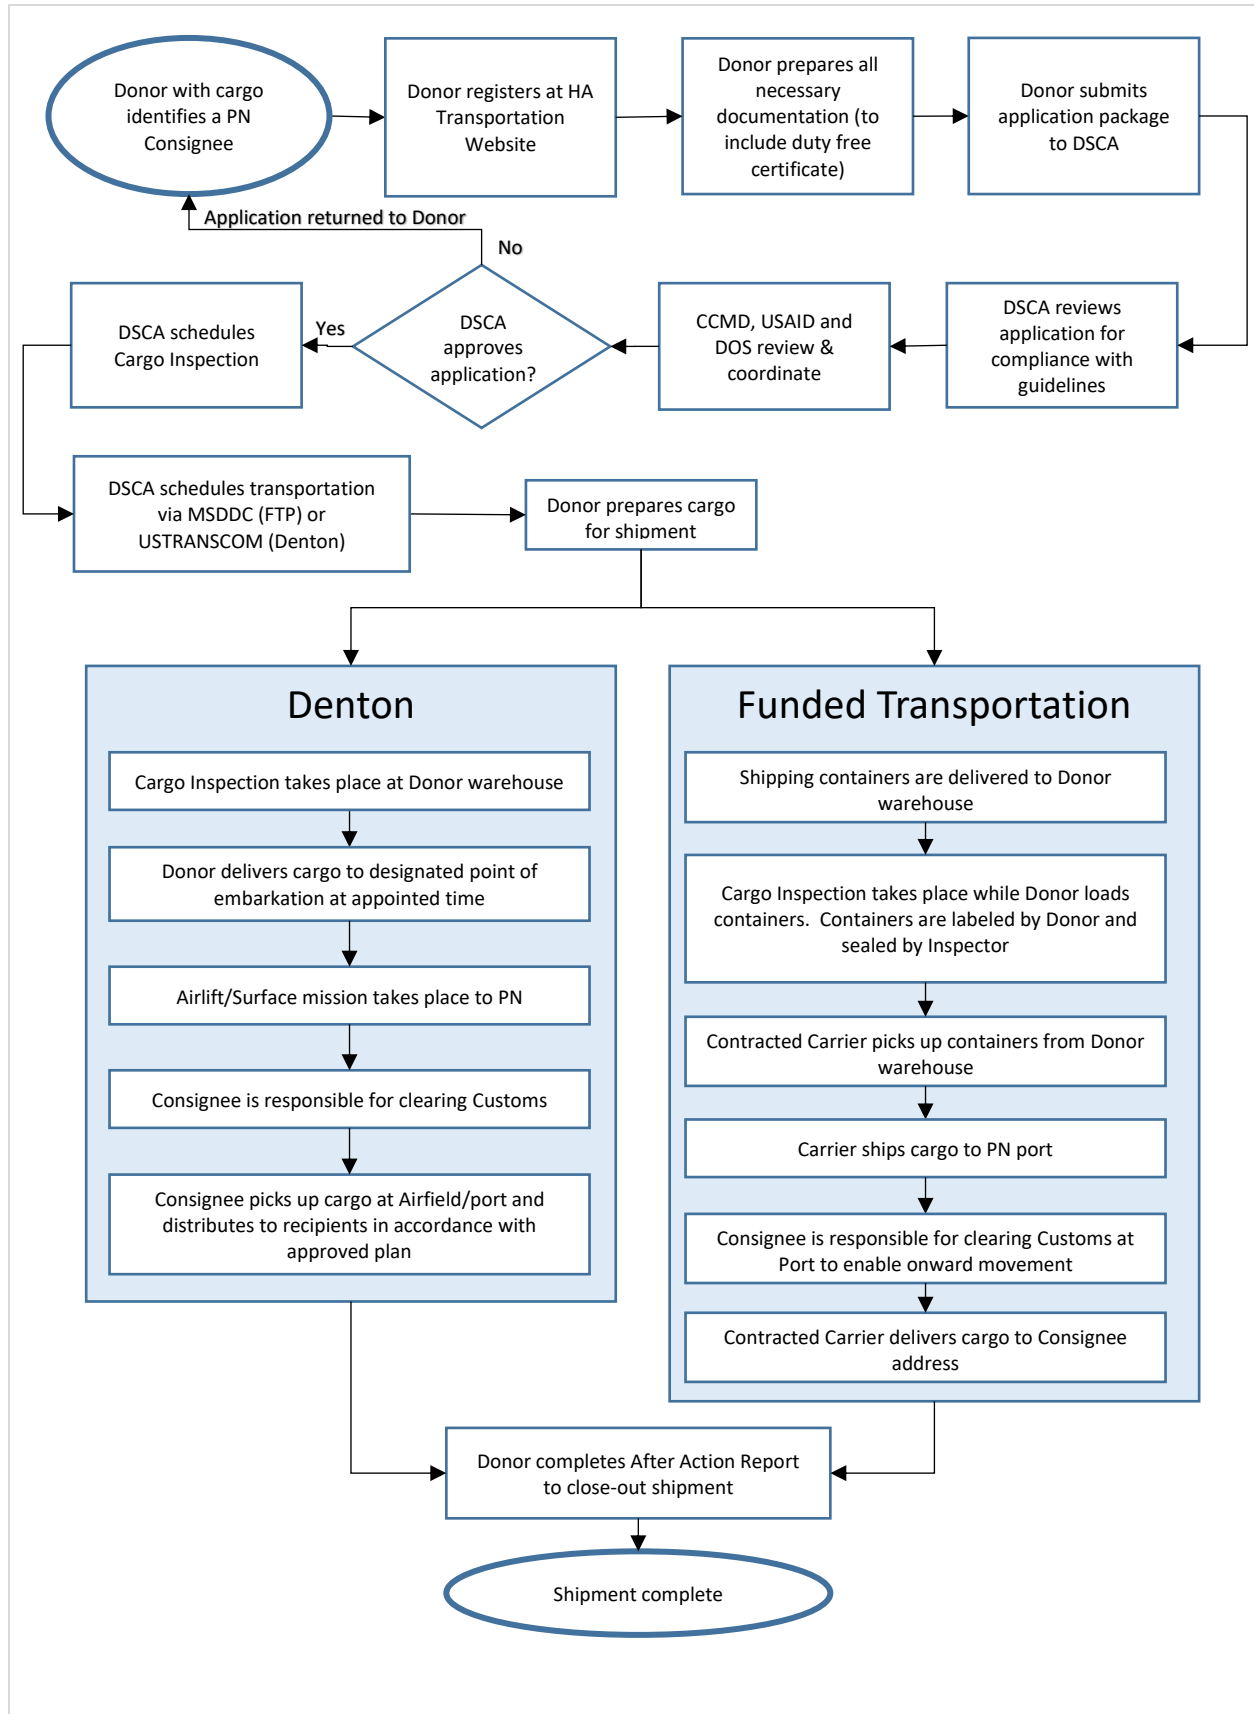 Donor with cargo
identifies a PN
Consignee
Donor registers at HA
Transportation
Website
Donor prepares all
necessary
documentation (to
include duty free
certificate)
Donor submits
application package
to DSCA
Application returned to Donor
No
DSCA schedules
Cargo Inspection
Yes
DSCA
approves
application?
CCMD, USAID and
DOS review &
coordinate
DSCA reviews
application for
compliance with
guidelines
DSCA schedules transportation
via MSDDC (FTP) or
USTRANSCOM (Denton)
Donor prepares cargo
for shipment
Denton
Cargo Inspection takes place at Donor warehouse
Donor delivers cargo to designated point of
embarkation at appointed time
Airlift/Surface mission takes place to PN
Consignee is responsible for clearing Customs
Consignee picks up cargo at Airfield/port and
distributes to recipients in accordance with
approved plan
Funded Transportation
Shipping containers are delivered to Donor
warehouse
Cargo Inspection takes place while Donor loads
containers.  Containers are labeled by Donor and
sealed by Inspector
Contracted Carrier picks up containers from Donor
warehouse
Carrier ships cargo to PN port
Consignee is responsible for clearing Customs at
Port to enable onward movement
Contracted Carrier delivers cargo to Consignee
address
Donor completes After Action Report
to close-out shipment
Shipment complete